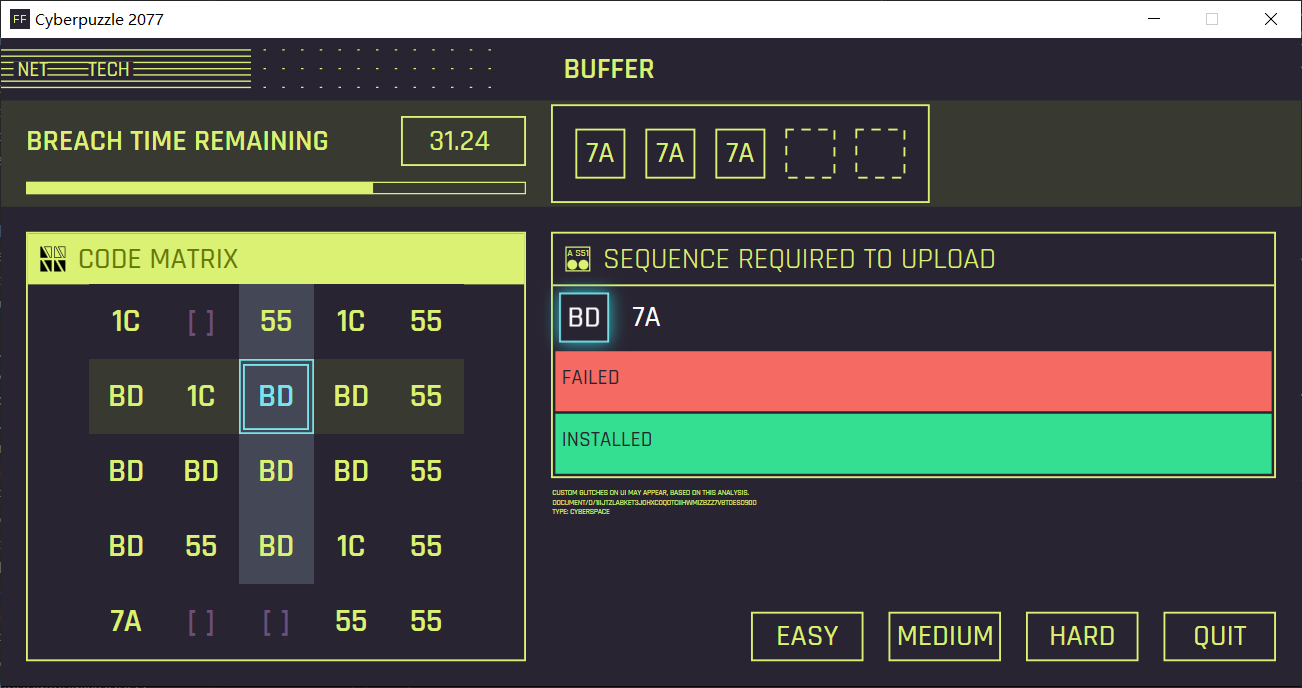 FF Cyberpuzzle 2077
NET TECH
BUFFER
BREACH TIME REMAINING 31.24
7A 7A 7A
CODE MATRIX
1C [ ] 55 1C 55
BD 1C BD BD 55
BD BD BD BD 55
BD 55 BD 1C 55
7A [ ] [ ] 55 55
A S51
SEQUENCE REQUIRED TO UPLOAD
BD 7A
FAILED
INSTALLED
CUSTOM GLITCHES ON UI MAY APPEAR, BASED ON THIS ANALYSIS.
TYPE: CYBERSPACE
EASY MEDIUM HARD QUIT